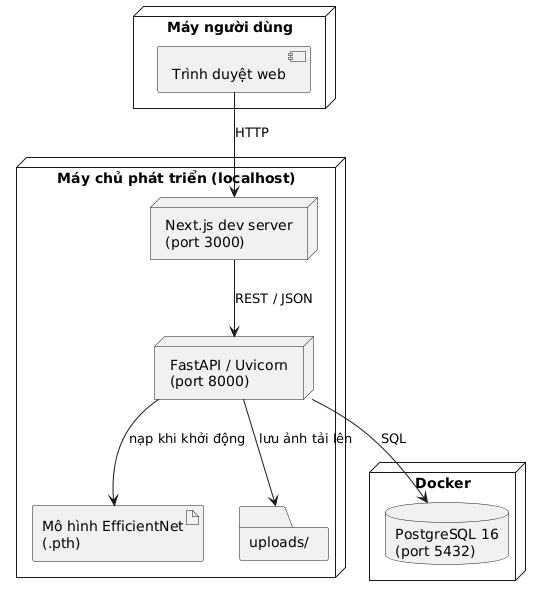 Máy người dùng
Trình duyệt web
HTTP
Máy chủ phát triển (localhost)
Next.js dev server
(port 3000)
REST / JSON
FastAPI / Uvicorn
(port 8000)
nạp khi khởi động
lưu ảnh tải lên
SQL
Docker
Mô hình EfficientNet
(.pth)
uploads/
PostgreSQL 16
(port 5432)